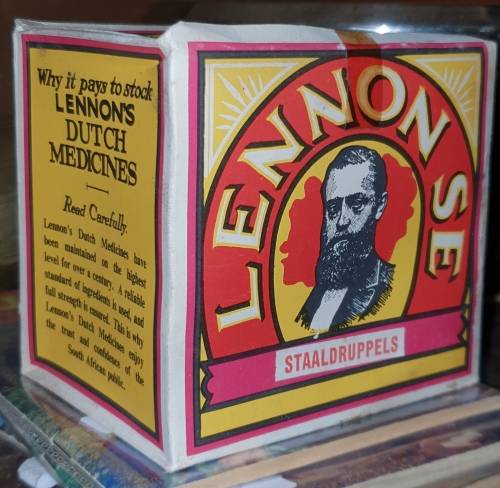 Why it pays to stock
LENNON'S
DUTCH
MEDICINES
Read Carefully.
Lennon's Dutch Medicines have
been maintained on the highest
level for over a century. A reliable
standard of ingredients is used, and
full strength is ensured. This is why
Lennon's Dutch Medicines enjoy
the trust and confidence of the
South African public.
LENNON SE
STAALDRUPPELS